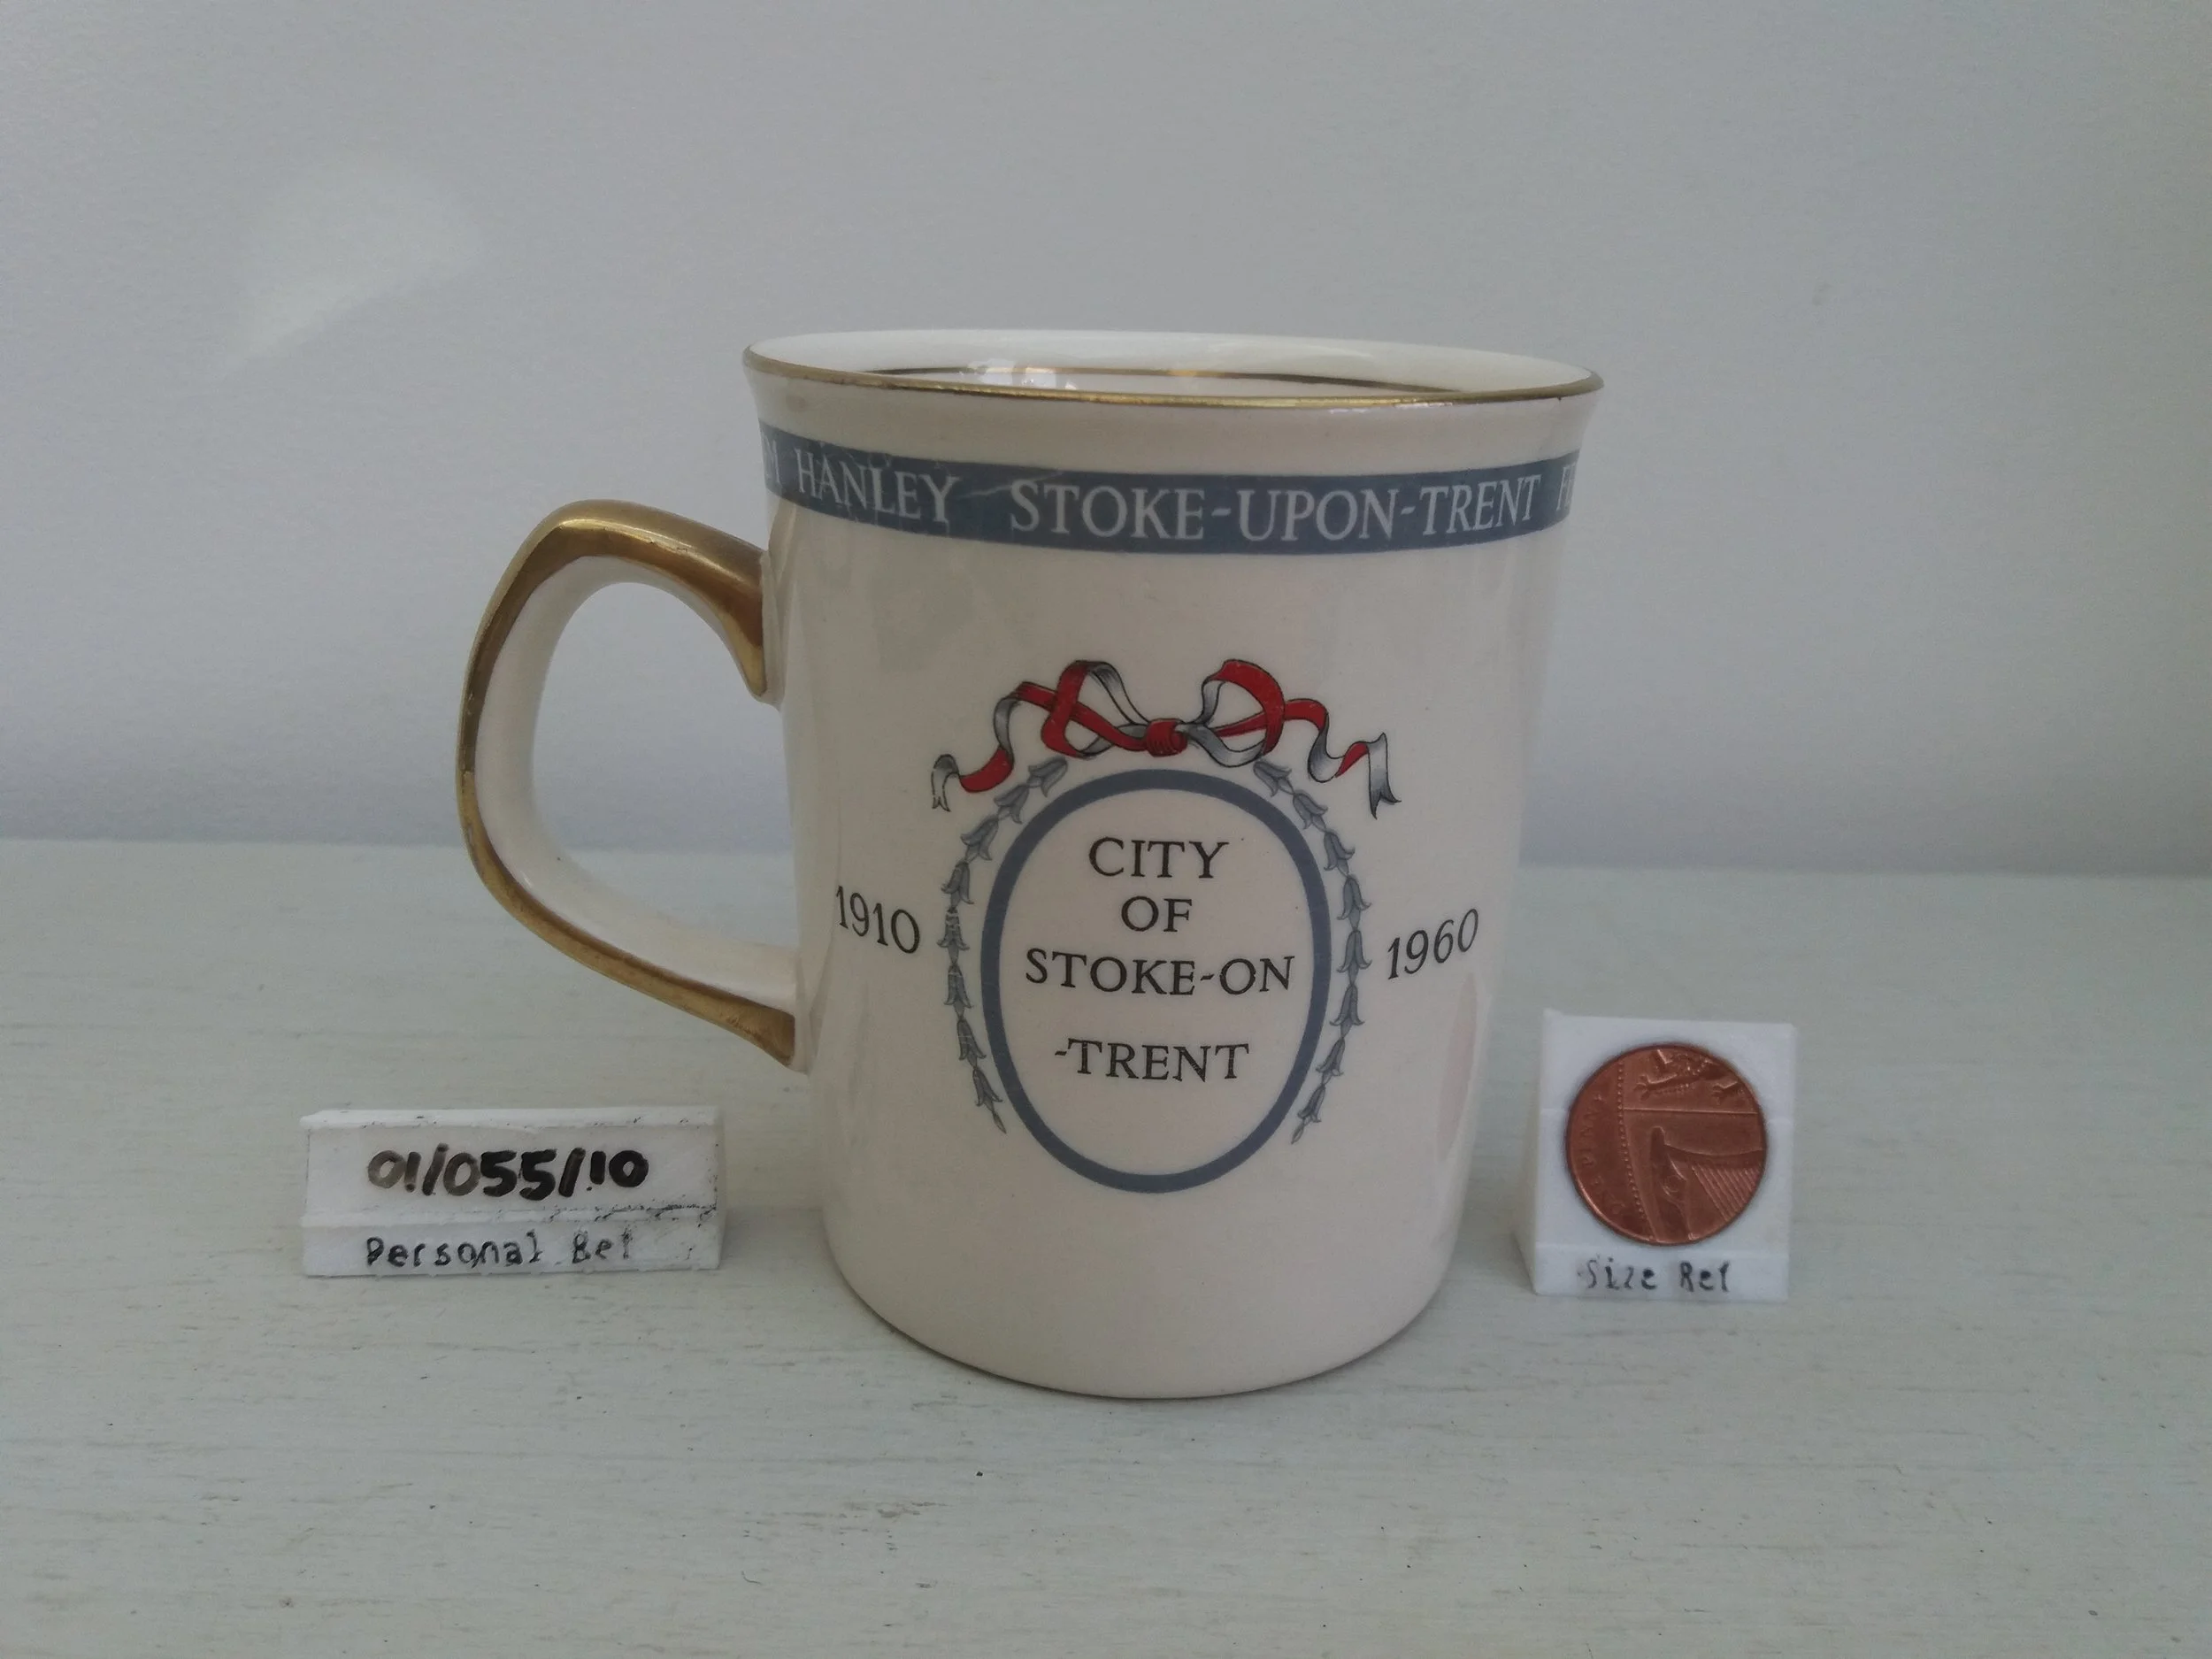 HANLEY STOKE-UPON-TRENT
CITY
OF
STOKE-ON
-TRENT
1910
1960
01/055/10
Personal Ref
Size Ref